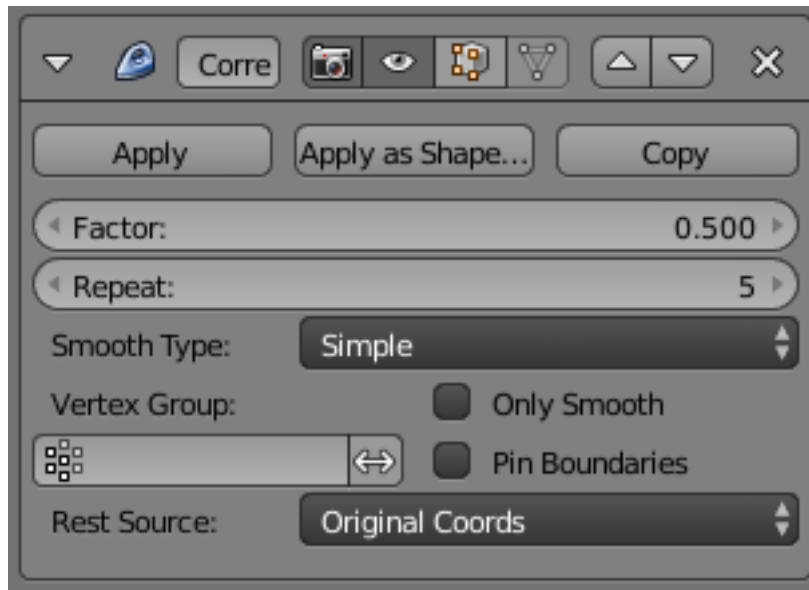 Corre
Apply Apply as Shape... Copy
Factor: 0.500
Repeat: 5
Smooth Type: Simple
Vertex Group: Only Smooth
Pin Boundaries
Rest Source: Original Coords